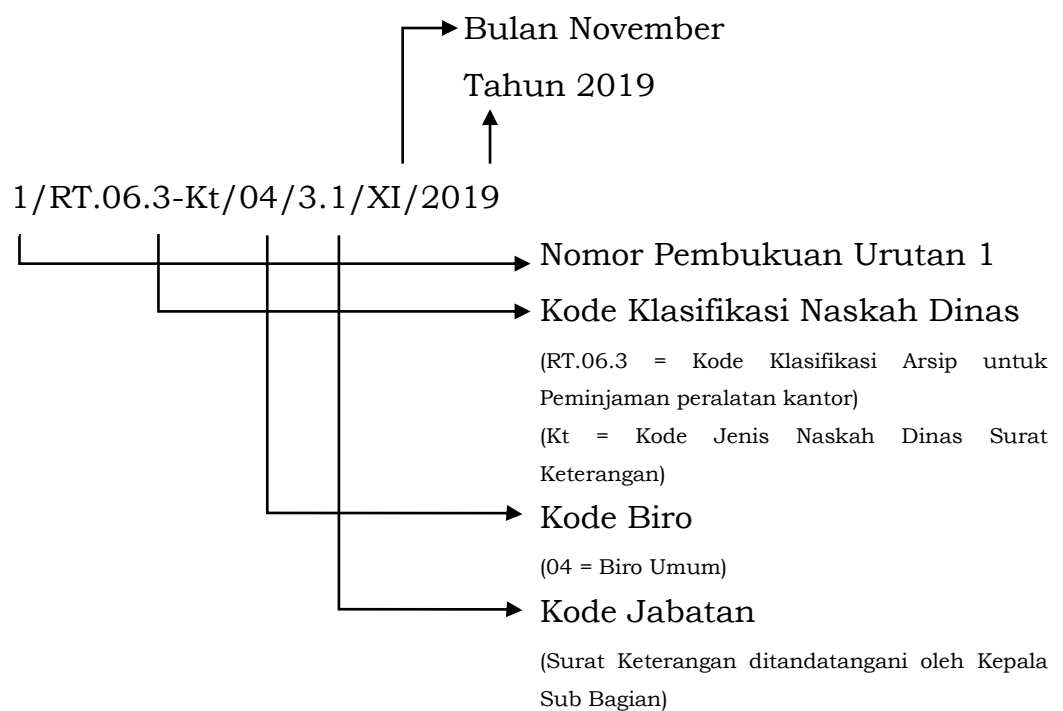 Bulan November
Tahun 2019
1/RT.06.3-Kt/04/3.1/XI/2019
Nomor Pembukuan Urutan 1
Kode Klasifikasi Naskah Dinas
(RT.06.3 = Kode Klasifikasi Arsip untuk
Peminjaman peralatan kantor)
(Kt = Kode Jenis Naskah Dinas Surat
Keterangan)
Kode Biro
(04 = Biro Umum)
Kode Jabatan
(Surat Keterangan ditandatangani oleh Kepala
Sub Bagian)